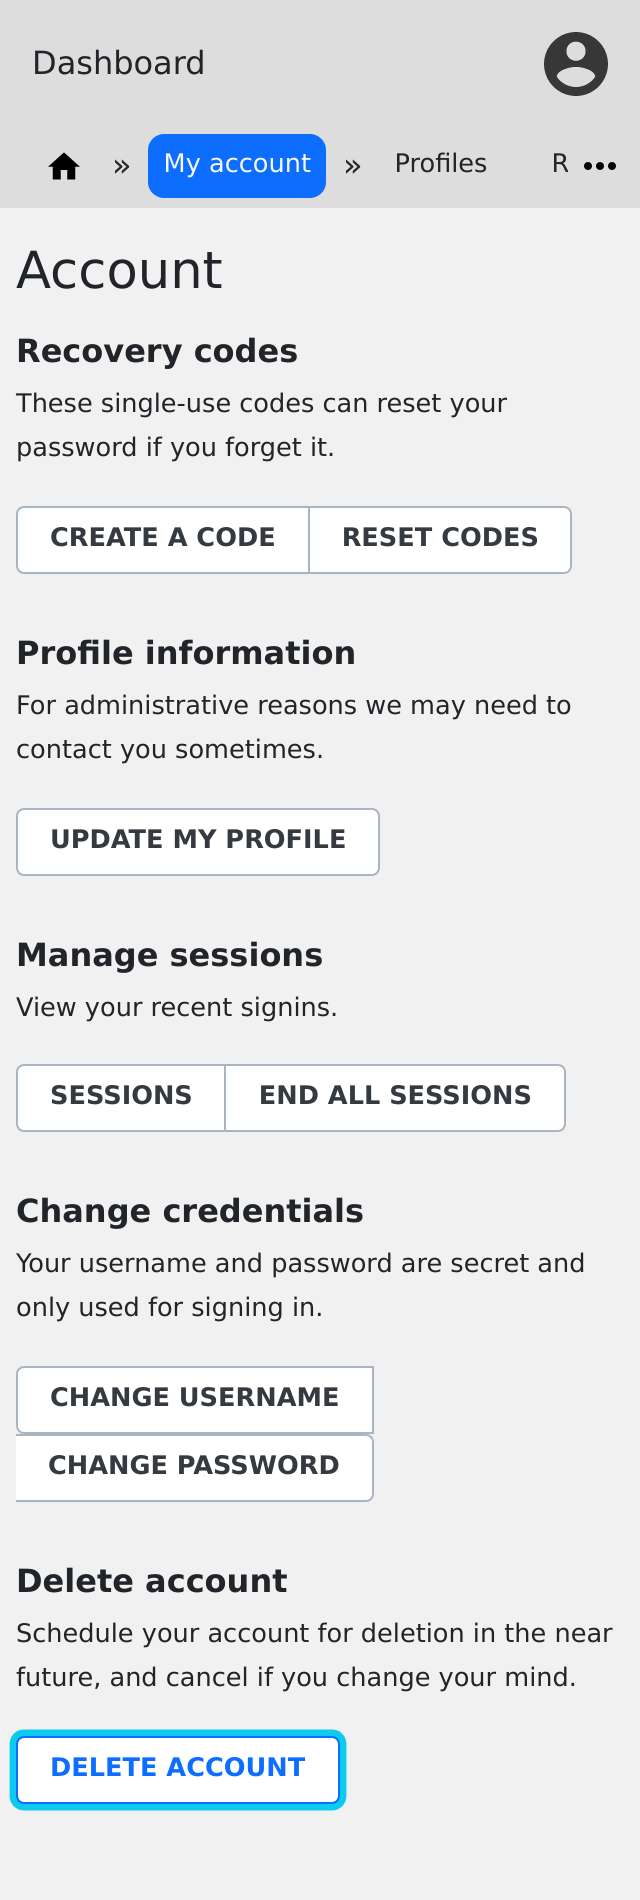 Dashboard
» My account » Profiles R
Account
Recovery codes
These single-use codes can reset your
password if you forget it.
CREATE A CODE RESET CODES
Profile information
For administrative reasons we may need to
contact you sometimes.
UPDATE MY PROFILE
Manage sessions
View your recent signins.
SESSIONS END ALL SESSIONS
Change credentials
Your username and password are secret and
only used for signing in.
CHANGE USERNAME
CHANGE PASSWORD
Delete account
Schedule your account for deletion in the near
future, and cancel if you change your mind.
DELETE ACCOUNT